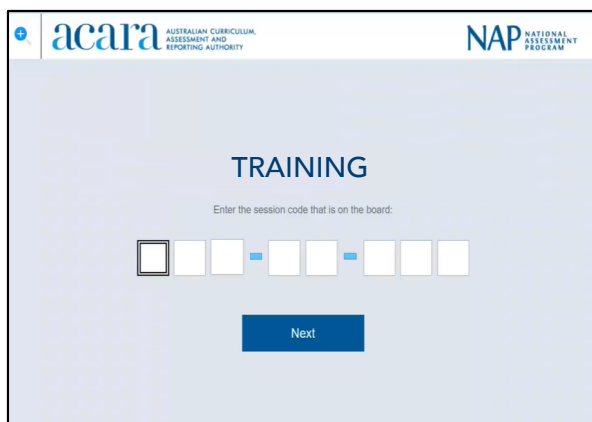 acara AUSTRALIAN CURRICULUM,
ASSESSMENT AND
REPORTING AUTHORITY
NAP NATIONAL
ASSESSMENT
PROGRAM
TRAINING
Enter the session code that is on the board:
Next